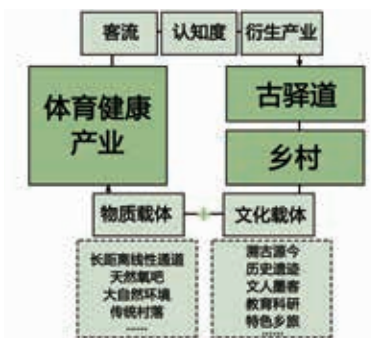 客流 认知度 衍生产业
体育健康
产业
古驿道
乡村
物质载体 + 文化载体
长距离线性通道
天然氧吧
大自然环境
传统村落
......
溯古源今
历史遗迹
文人墨客
教育科研
特色乡旅
......